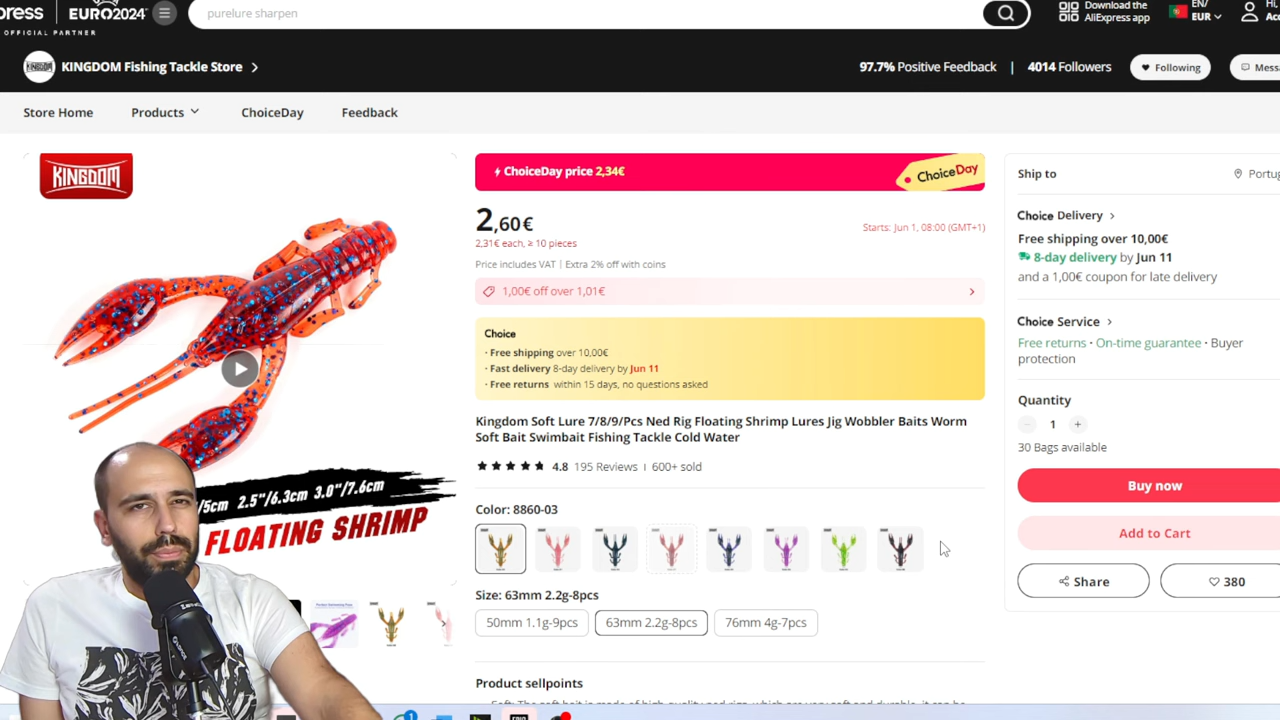 press
EURO2024
OFFICIAL PARTNER
purelure sharpen
Download the
AliExpress app
EN/
EUR
Hi,
KINGDOM
KINGDOM Fishing Tackle Store
97.7% Positive Feedback | 4014 Followers
Following
Store Home
Products
ChoiceDay
Feedback
KINGDOM
/5cm 2.5"/6.3cm 3.0"/7.6cm
FLOATING SHRIMP
ChoiceDay price 2,34€
ChoiceDay
2,60€
Starts: Jun 1, 08:00 (GMT+1)
2,31€ each, ≥ 10 pieces
Price includes VAT | Extra 2% off with coins
1,00€ off over 1,01€
Choice
· Free shipping over 10,00€
· Fast delivery 8-day delivery by Jun 11
· Free returns within 15 days, no questions asked
Kingdom Soft Lure 7/8/9/Pcs Ned Rig Floating Shrimp Lures Jig Wobbler Baits Worm
Soft Bait Swimbait Fishing Tackle Cold Water
4.8 195 Reviews | 600+ sold
Color: 8860-03
Size: 63mm 2.2g-8pcs
50mm 1.1g-9pcs
63mm 2.2g-8pcs
76mm 4g-7pcs
Product sellpoints
Ship to
Portug
Choice Delivery
Free shipping over 10,00€
8-day delivery by Jun 11
and a 1,00€ coupon for late delivery
Choice Service
Free returns · On-time guarantee · Buyer
protection
Quantity
− 1 +
30 Bags available
Buy now
Add to Cart
Share
380